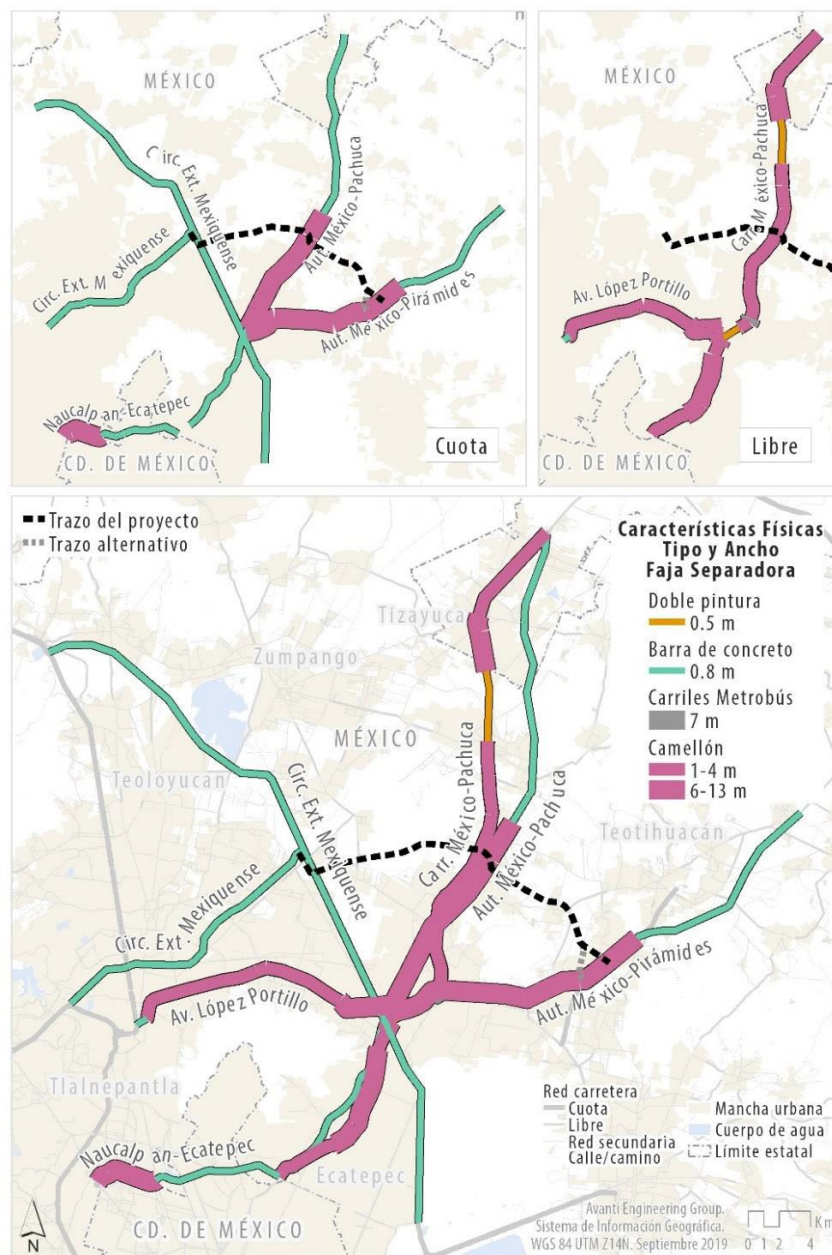 MÉXICO
Circ. Ext. Mexiquense
Aut. México-Pachuca
Circ. Ext. Mexiquense
Aut. México-Pirámides
Naucalpan-Ecatepec
CD. DE MÉXICO
Cuota
MÉXICO
Carr. México-Pachuca
Av. López Portillo
CD. DE MÉXICO
Libre
Trazo del proyecto
Trazo alternativo
Características Físicas
Tipo y Ancho
Faja Separadora
Doble pintura
0.5 m
Barra de concreto
0.8 m
Carriles Metrobús
7 m
Camellón
1-4 m
6-13 m
Tizayuca
Zumpango
MÉXICO
Teoloyucan
Circ. Ext. Mexiquense
Carr. México-Pachuca
Aut. México-Pachuca
Teotihuacán
Circ. Ext. Mexiquense
Av. López Portillo
Aut. México-Pirámides
Tlalnepantla
Naucalpan-Ecatepec
Ecatepec
CD. DE MÉXICO
Red carretera
Cuota
Libre
Red secundaria
Calle/camino
Mancha urbana
Cuerpo de agua
Límite estatal
N
Avanti Engineering Group.
Sistema de Información Geográfica.
WGS 84 UTM Z14N. Septiembre 2019
Km
0 1 2 4